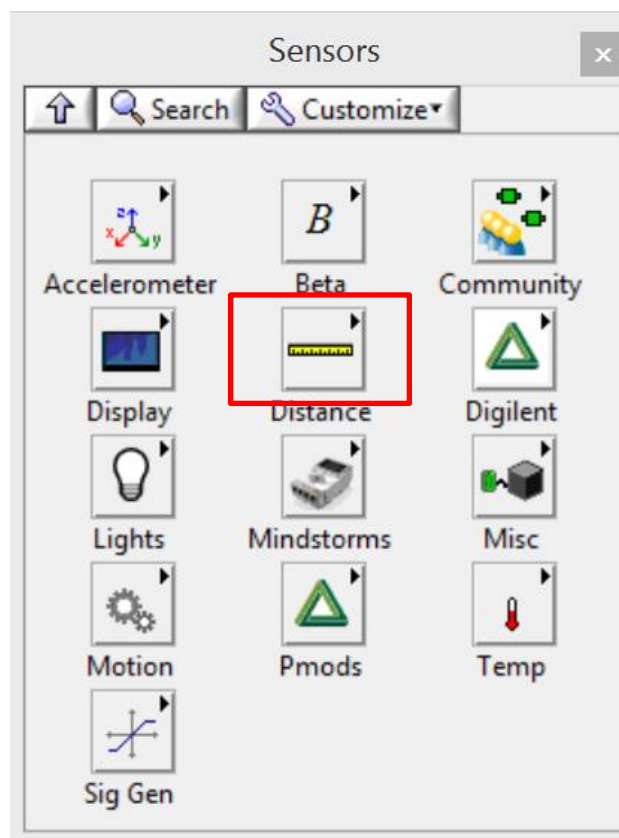 Sensors
Search Customize
Accelerometer Beta Community
B
Display Distance Digilent
Lights Mindstorms Misc
Motion Pmods Temp
Sig Gen